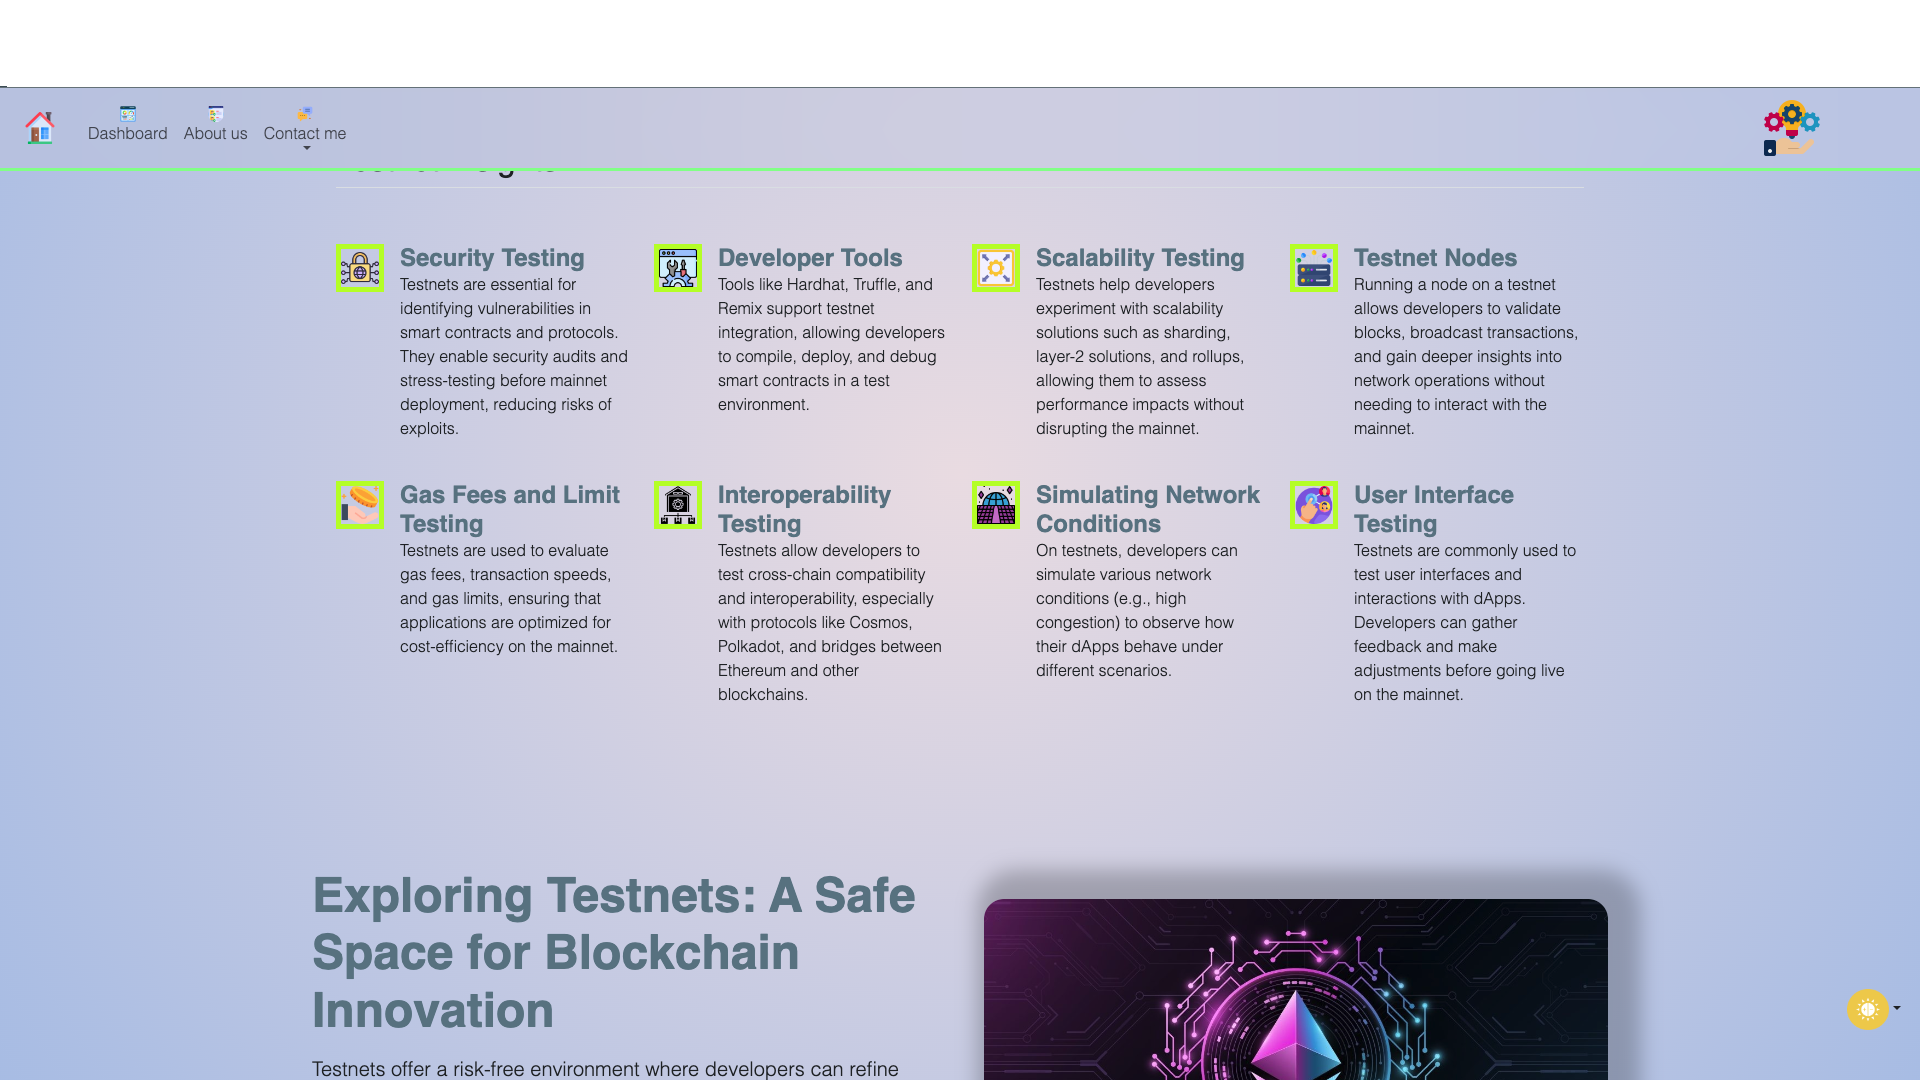 Dashboard
About us
Contact me
Security Testing
Testnets are essential for
identifying vulnerabilities in
smart contracts and protocols.
They enable security audits and
stress-testing before mainnet
deployment, reducing risks of
exploits.
Developer Tools
Tools like Hardhat, Truffle, and
Remix support testnet
integration, allowing developers
to compile, deploy, and debug
smart contracts in a test
environment.
Scalability Testing
Testnets help developers
experiment with scalability
solutions such as sharding,
layer-2 solutions, and rollups,
allowing them to assess
performance impacts without
disrupting the mainnet.
Testnet Nodes
Running a node on a testnet
allows developers to validate
blocks, broadcast transactions,
and gain deeper insights into
network operations without
needing to interact with the
mainnet.
Gas Fees and Limit
Testing
Testnets are used to evaluate
gas fees, transaction speeds,
and gas limits, ensuring that
applications are optimized for
cost-efficiency on the mainnet.
Interoperability
Testing
Testnets allow developers to
test cross-chain compatibility
and interoperability, especially
with protocols like Cosmos,
Polkadot, and bridges between
Ethereum and other
blockchains.
Simulating Network
Conditions
On testnets, developers can
simulate various network
conditions (e.g., high
congestion) to observe how
their dApps behave under
different scenarios.
User Interface
Testing
Testnets are commonly used to
test user interfaces and
interactions with dApps.
Developers can gather
feedback and make
adjustments before going live
on the mainnet.
Exploring Testnets: A Safe
Space for Blockchain
Innovation
Testnets offer a risk-free environment where developers can refine